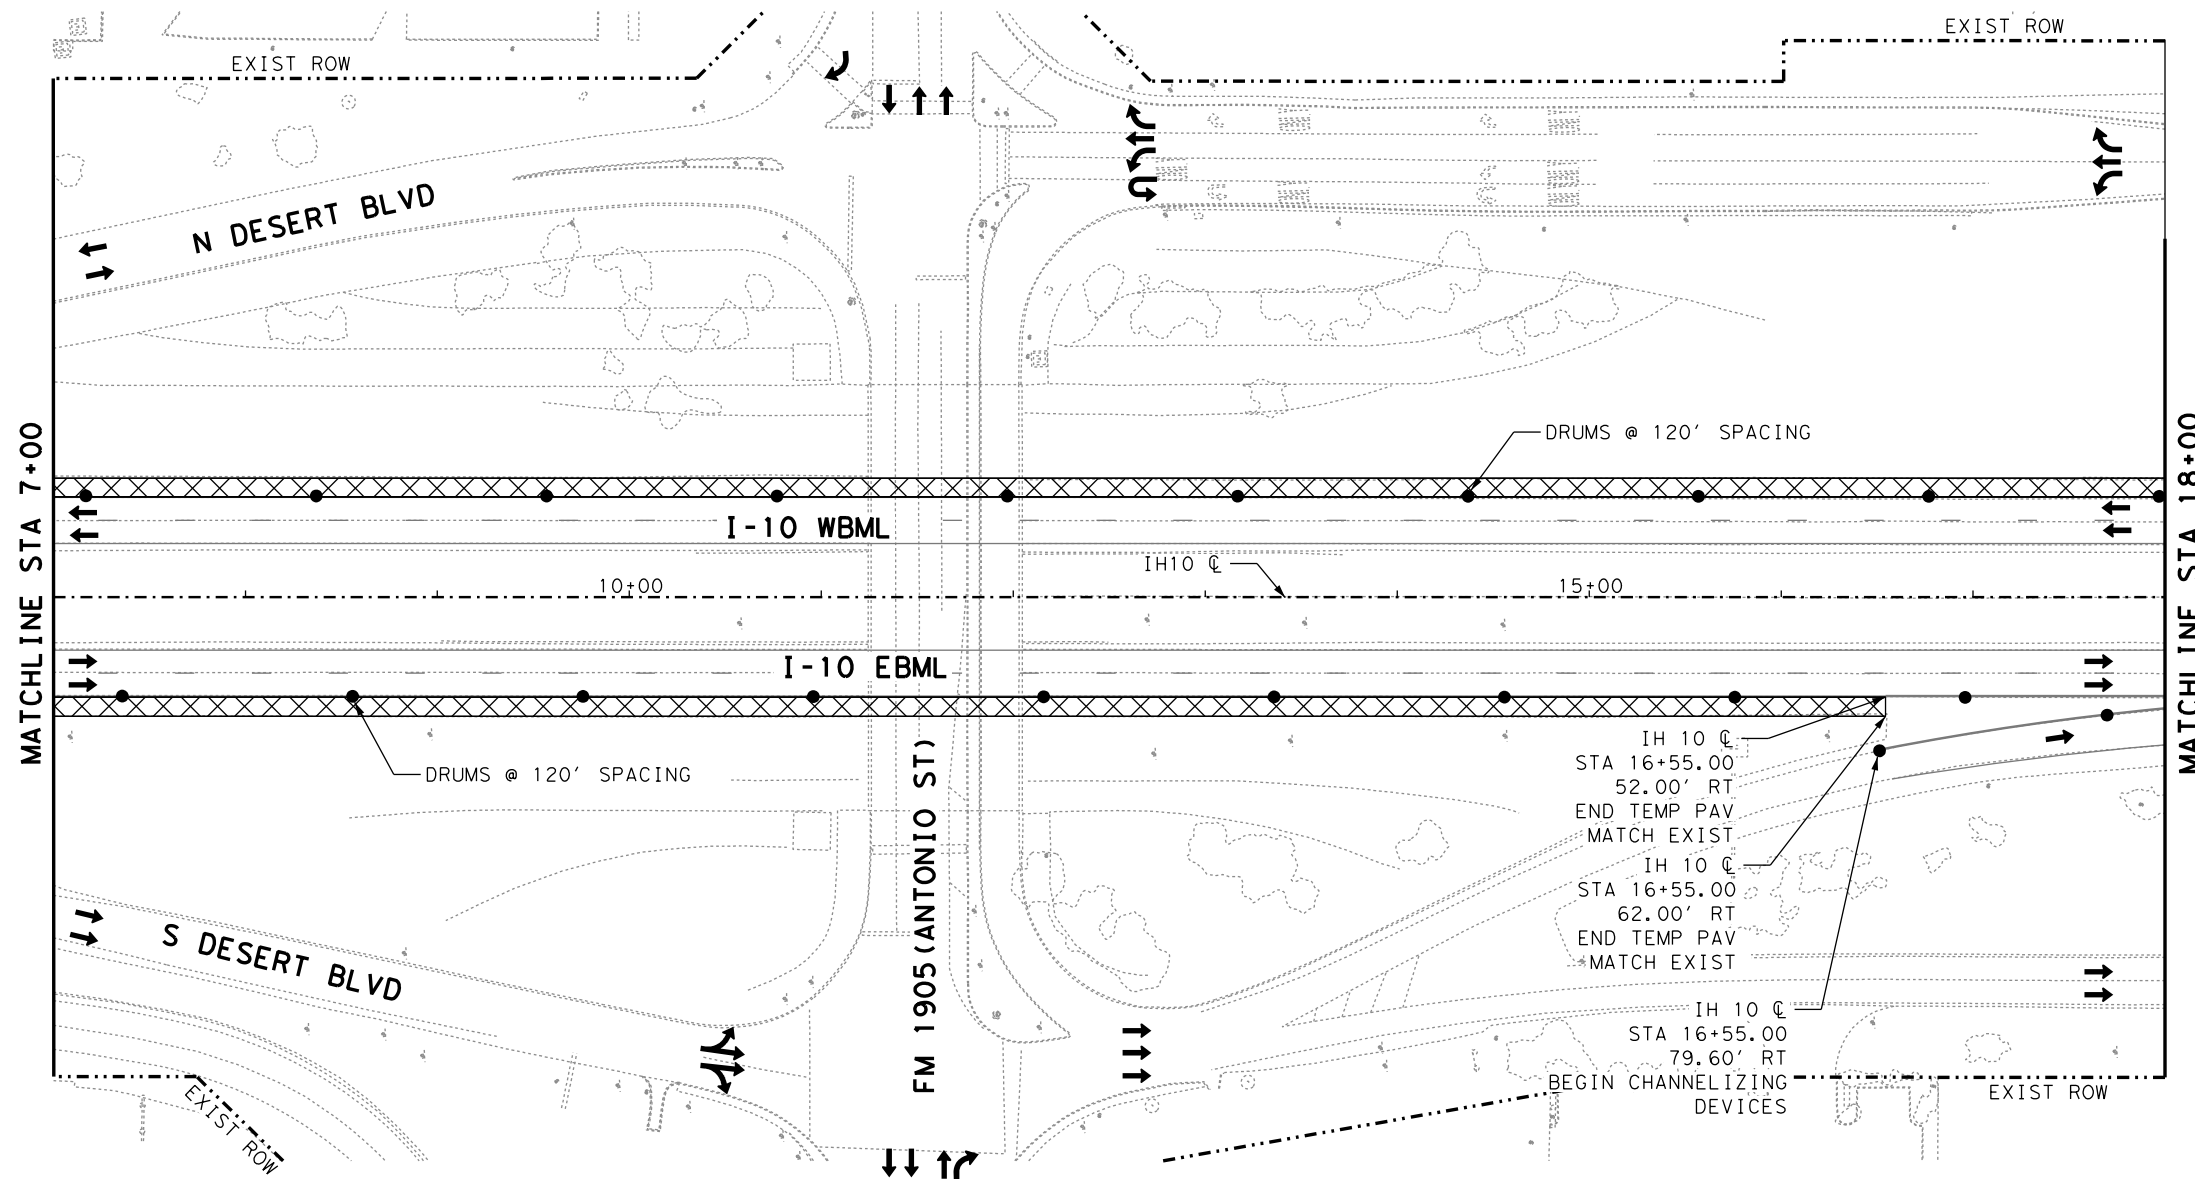 EXIST ROW
EXIST ROW
N DESERT BLVD
DRUMS @ 120' SPACING
MATCHLINE STA 7+00
MATCHLINE STA 18+00
I-10 WBML
IH10 ℄
10+00
15+00
I-10 EBML
DRUMS @ 120' SPACING
IH 10 ℄
STA 16+55.00
52.00' RT
END TEMP PAV
MATCH EXIST
IH 10 ℄
STA 16+55.00
62.00' RT
END TEMP PAV
MATCH EXIST
FM 1905(ANTONIO ST)
S DESERT BLVD
IH 10 ℄
STA 16+55.00
79.60' RT
BEGIN CHANNELIZING
DEVICES
EXIST ROW
EXIST ROW